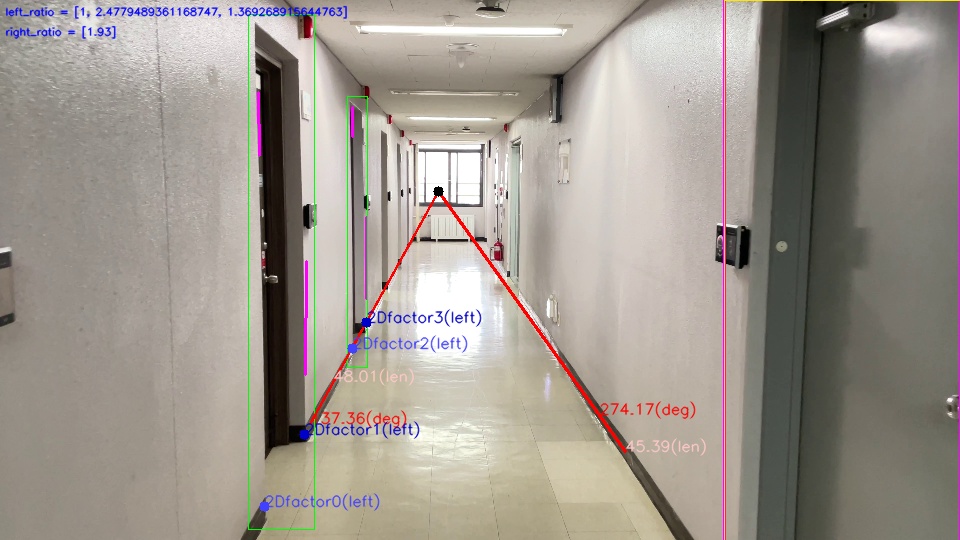 left_ratio = [1, 2.4779489361168747, 1.369268915644763]
right_ratio = [1.93]
2Dfactor3(left)
2Dfactor2(left)
48.01(len)
437.36(deg)
274.17(deg)
2Dfactor1(left)
45.39(len)
2Dfactor0(left)